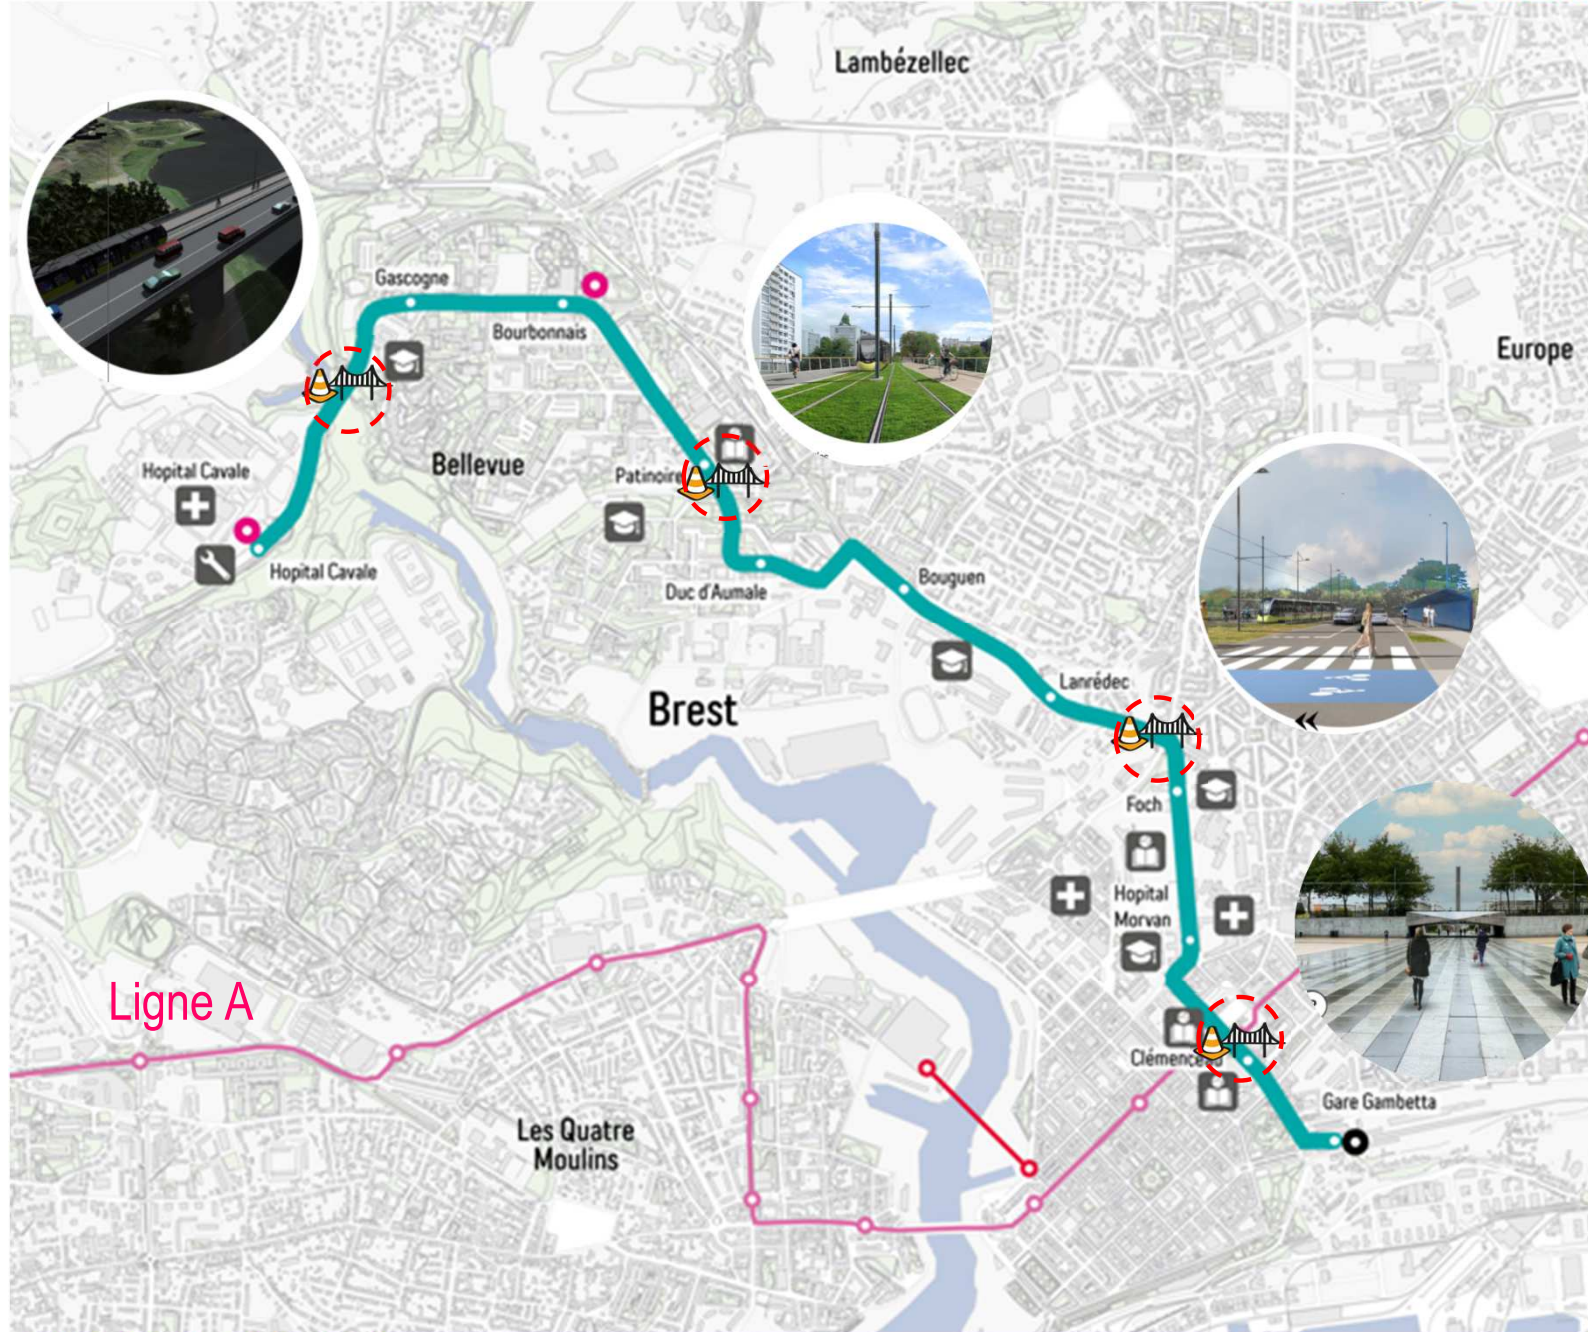 Lambézellec
Gascogne
Bourbonnais
Europe
Hopital Cavale
Bellevue
Patinoire
Hopital Cavale
Duc d'Aumale
Bouguen
Brest
Lanrédec
Foch
Hopital
Morvan
Ligne A
Gare Gambetta
Les Quatre
Moulins